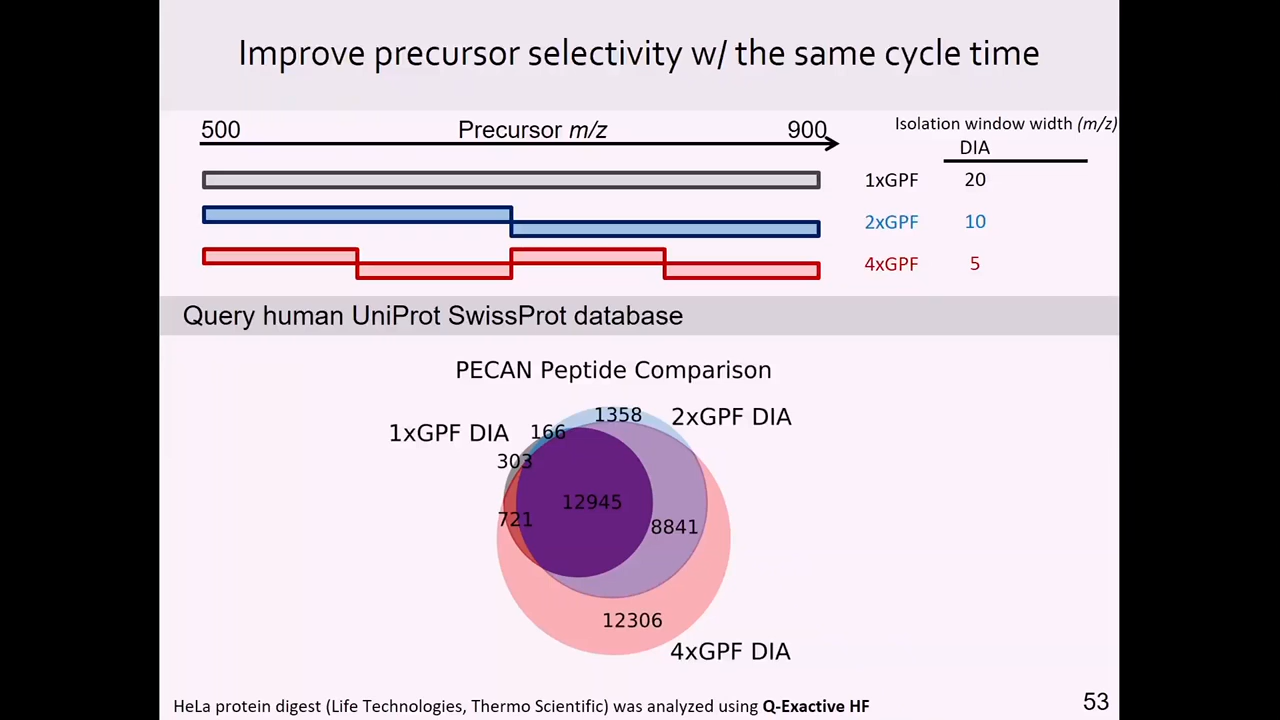 Improve precursor selectivity w/ the same cycle time
500 Precursor m/z 900
Isolation window width (m/z)
DIA
1xGPF 20
2xGPF 10
4xGPF 5
Query human UniProt SwissProt database
PECAN Peptide Comparison
1358
2xGPF DIA
1xGPF DIA
166
303
12945
721
8841
12306
4xGPF DIA
HeLa protein digest (Life Technologies, Thermo Scientific) was analyzed using Q-Exactive HF
53